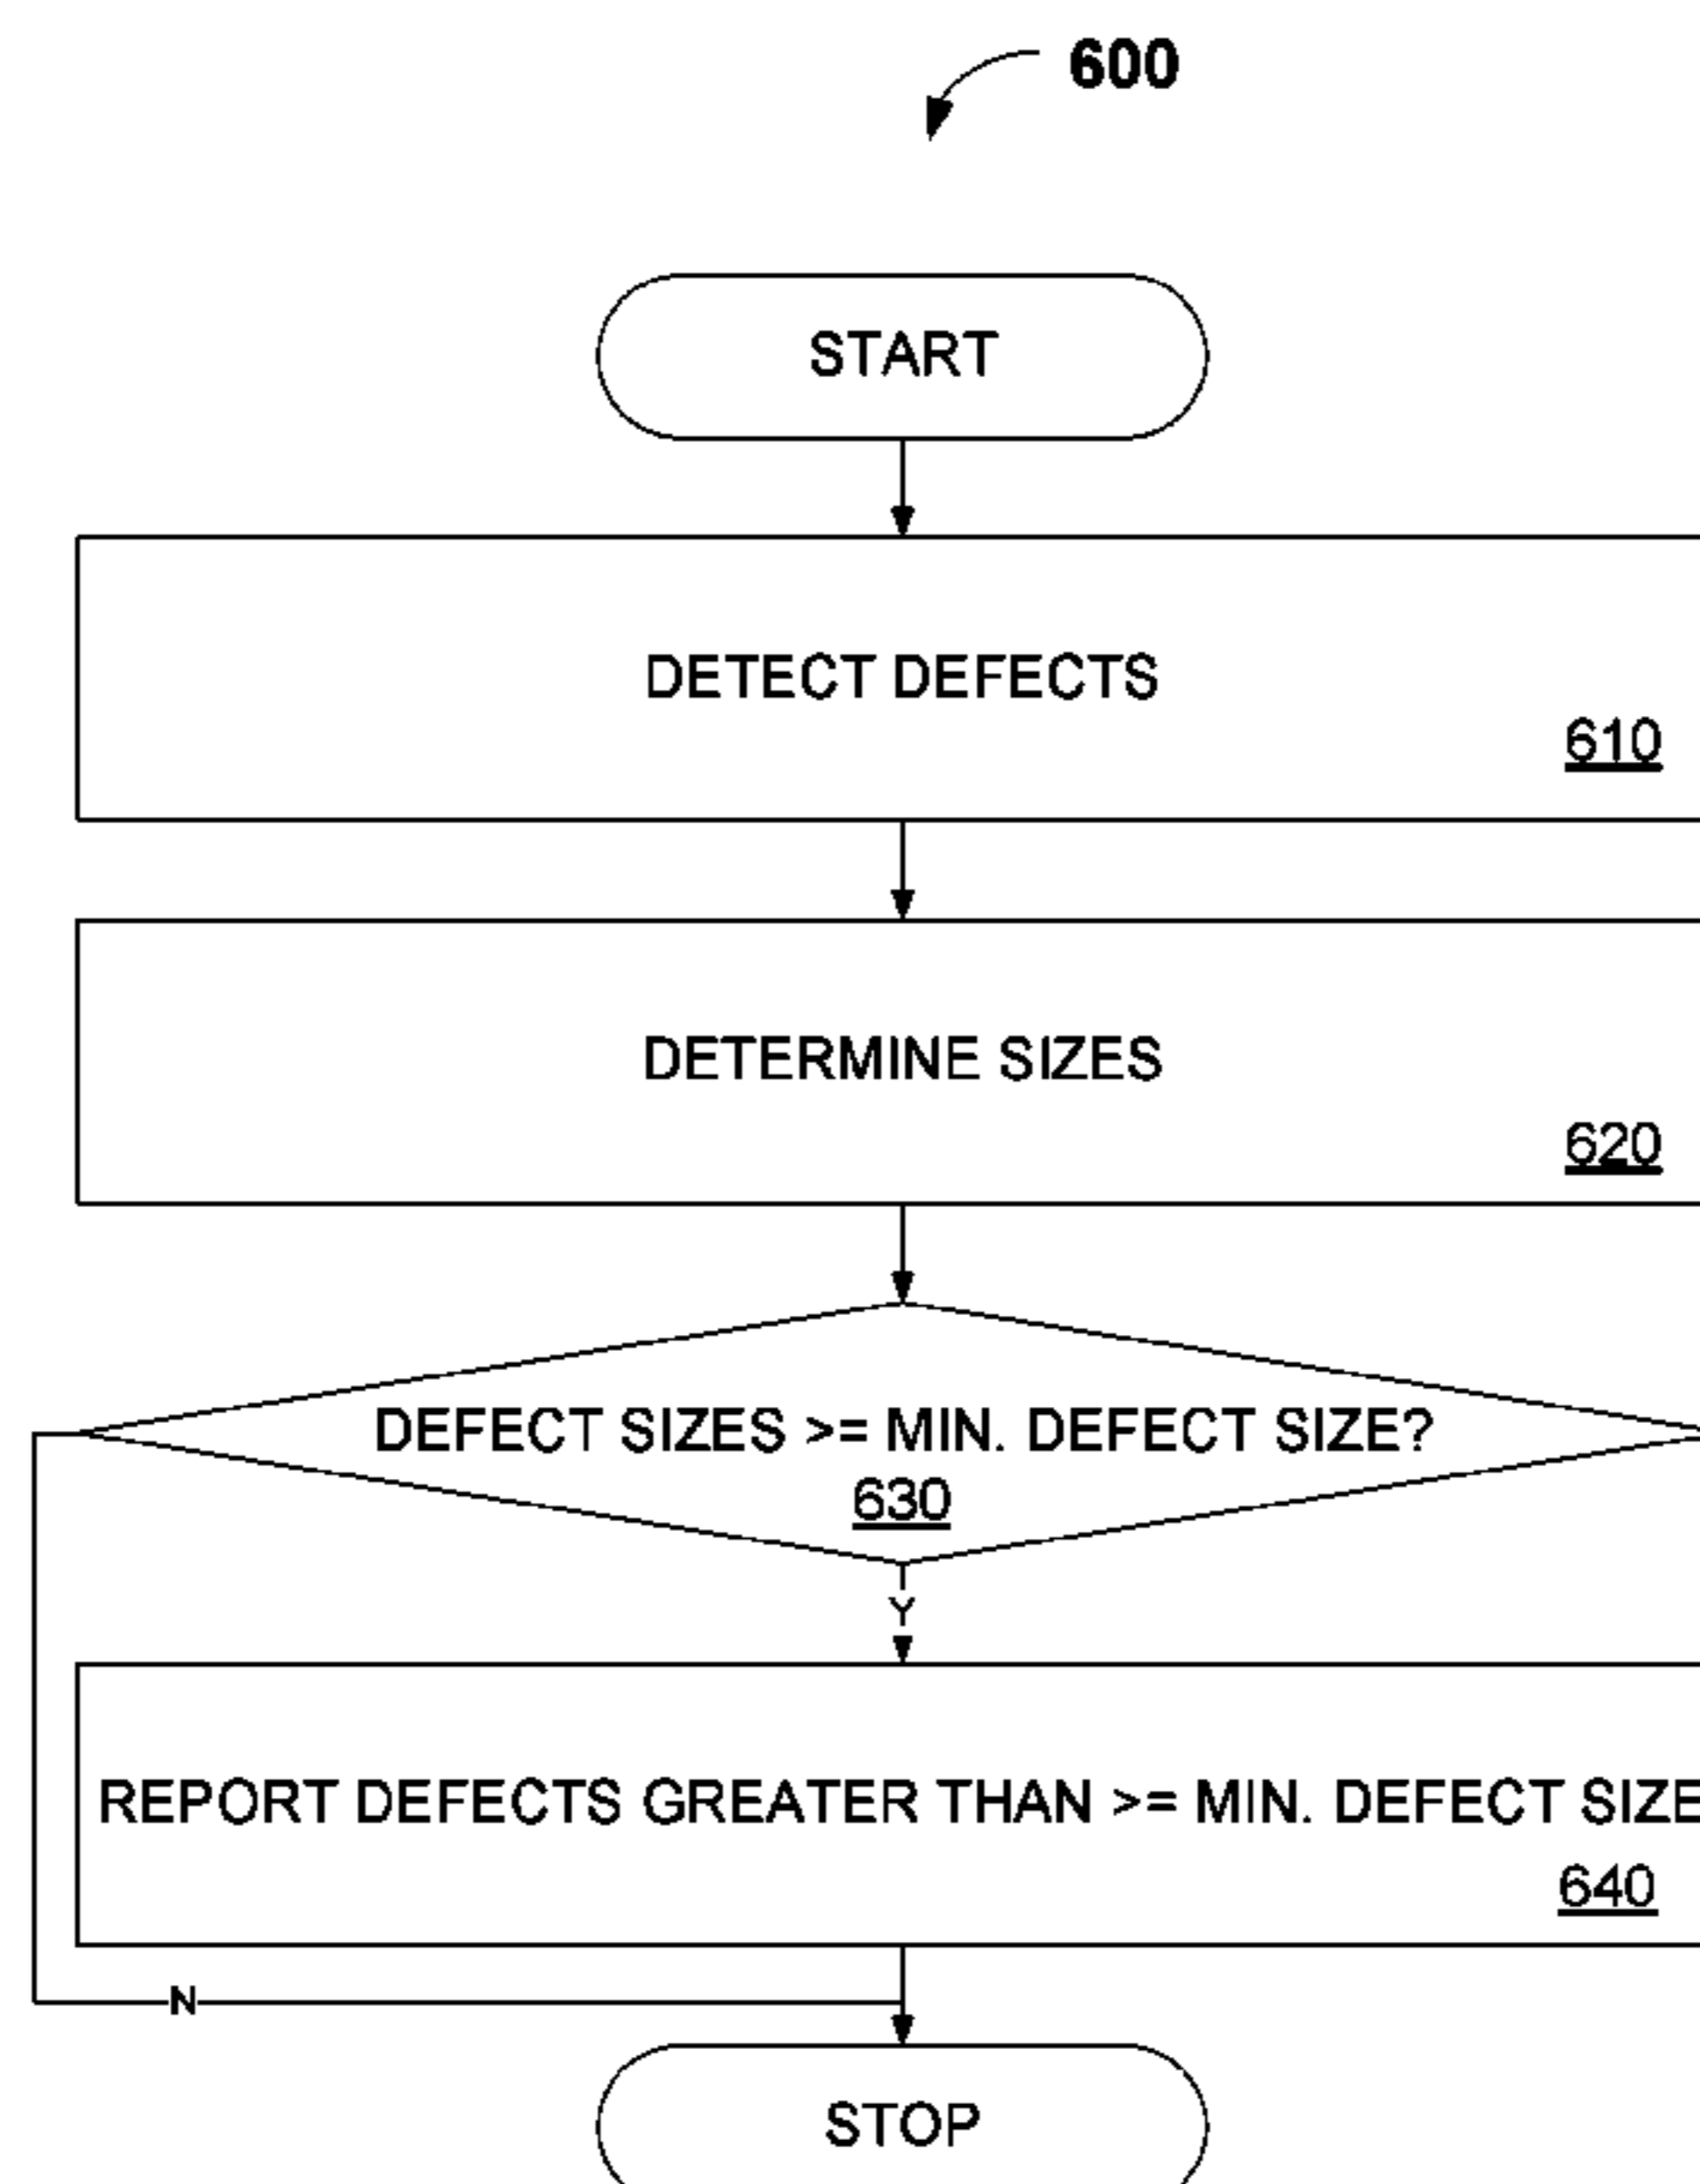 600
START
DETECT DEFECTS
610
DETERMINE SIZES
620
DEFECT SIZES >= MIN. DEFECT SIZE?
630
Y
REPORT DEFECTS GREATER THAN >= MIN. DEFECT SIZE
640
N
STOP